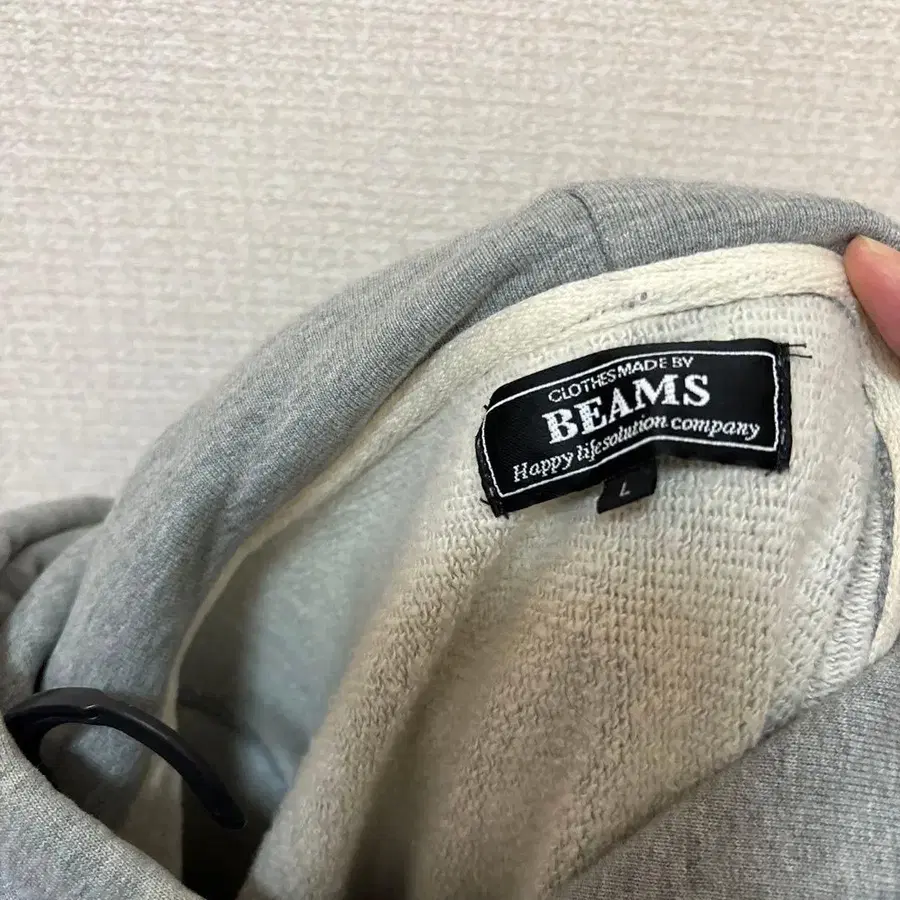 CLOTHES MADE BY
BEAMS
Happy life solution company
L